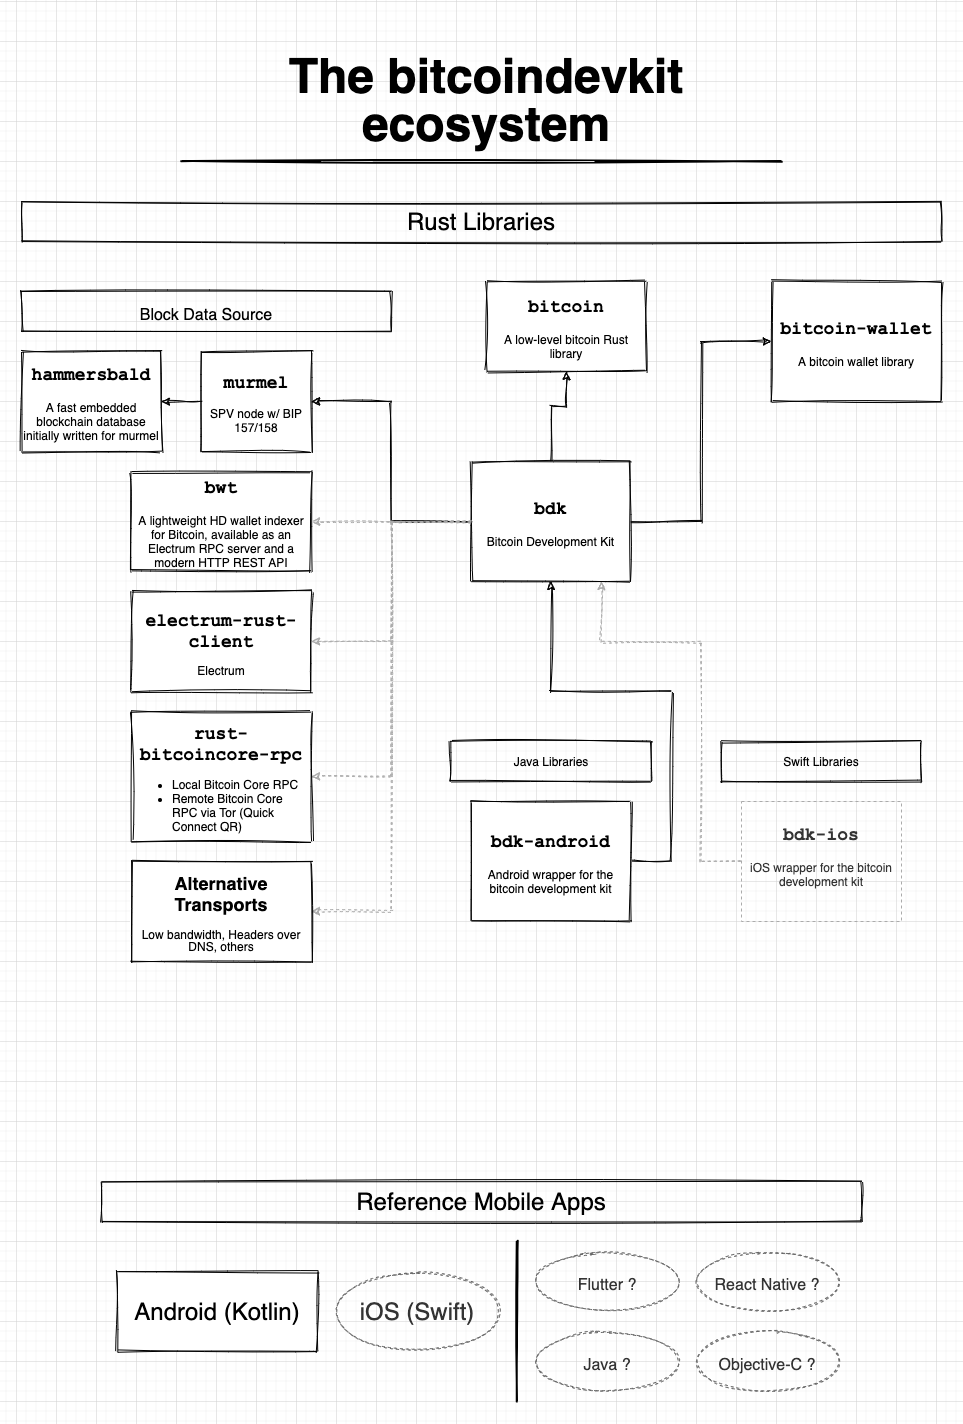 The bitcoindevkit
ecosystem
Rust Libraries
Block Data Source
hammersbald
A fast embedded
blockchain database
initially written for murmel
murmel
SPV node w/ BIP
157/158
bitcoin
A low-level bitcoin Rust
library
bitcoin-wallet
A bitcoin wallet library
bwt
A lightweight HD wallet indexer
for Bitcoin, available as an
Electrum RPC server and a
modern HTTP REST API
bdk
Bitcoin Development Kit
electrum-rust-
client
Electrum
rust-
bitcoincore-rpc
• Local Bitcoin Core RPC
• Remote Bitcoin Core
RPC via Tor (Quick
Connect QR)
Alternative
Transports
Low bandwidth, Headers over
DNS, others
Java Libraries
bdk-android
Android wrapper for the
bitcoin development kit
Swift Libraries
bdk-ios
iOS wrapper for the bitcoin
development kit
Reference Mobile Apps
Android (Kotlin)
iOS (Swift)
Flutter ?
React Native ?
Java ?
Objective-C ?